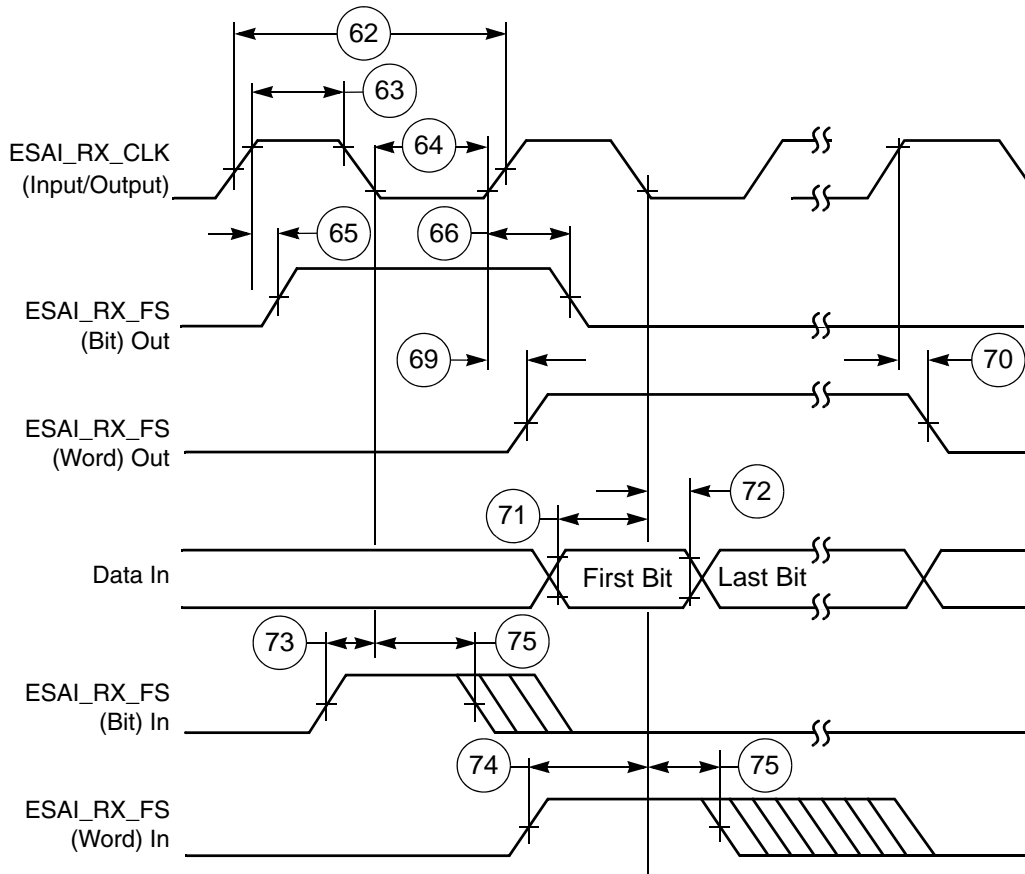 62
63
ESAI_RX_CLK
(Input/Output)
64
65
66
ESAI_RX_FS
(Bit) Out
69
70
ESAI_RX_FS
(Word) Out
71
72
Data In
First Bit
Last Bit
73
75
ESAI_RX_FS
(Bit) In
74
75
ESAI_RX_FS
(Word) In